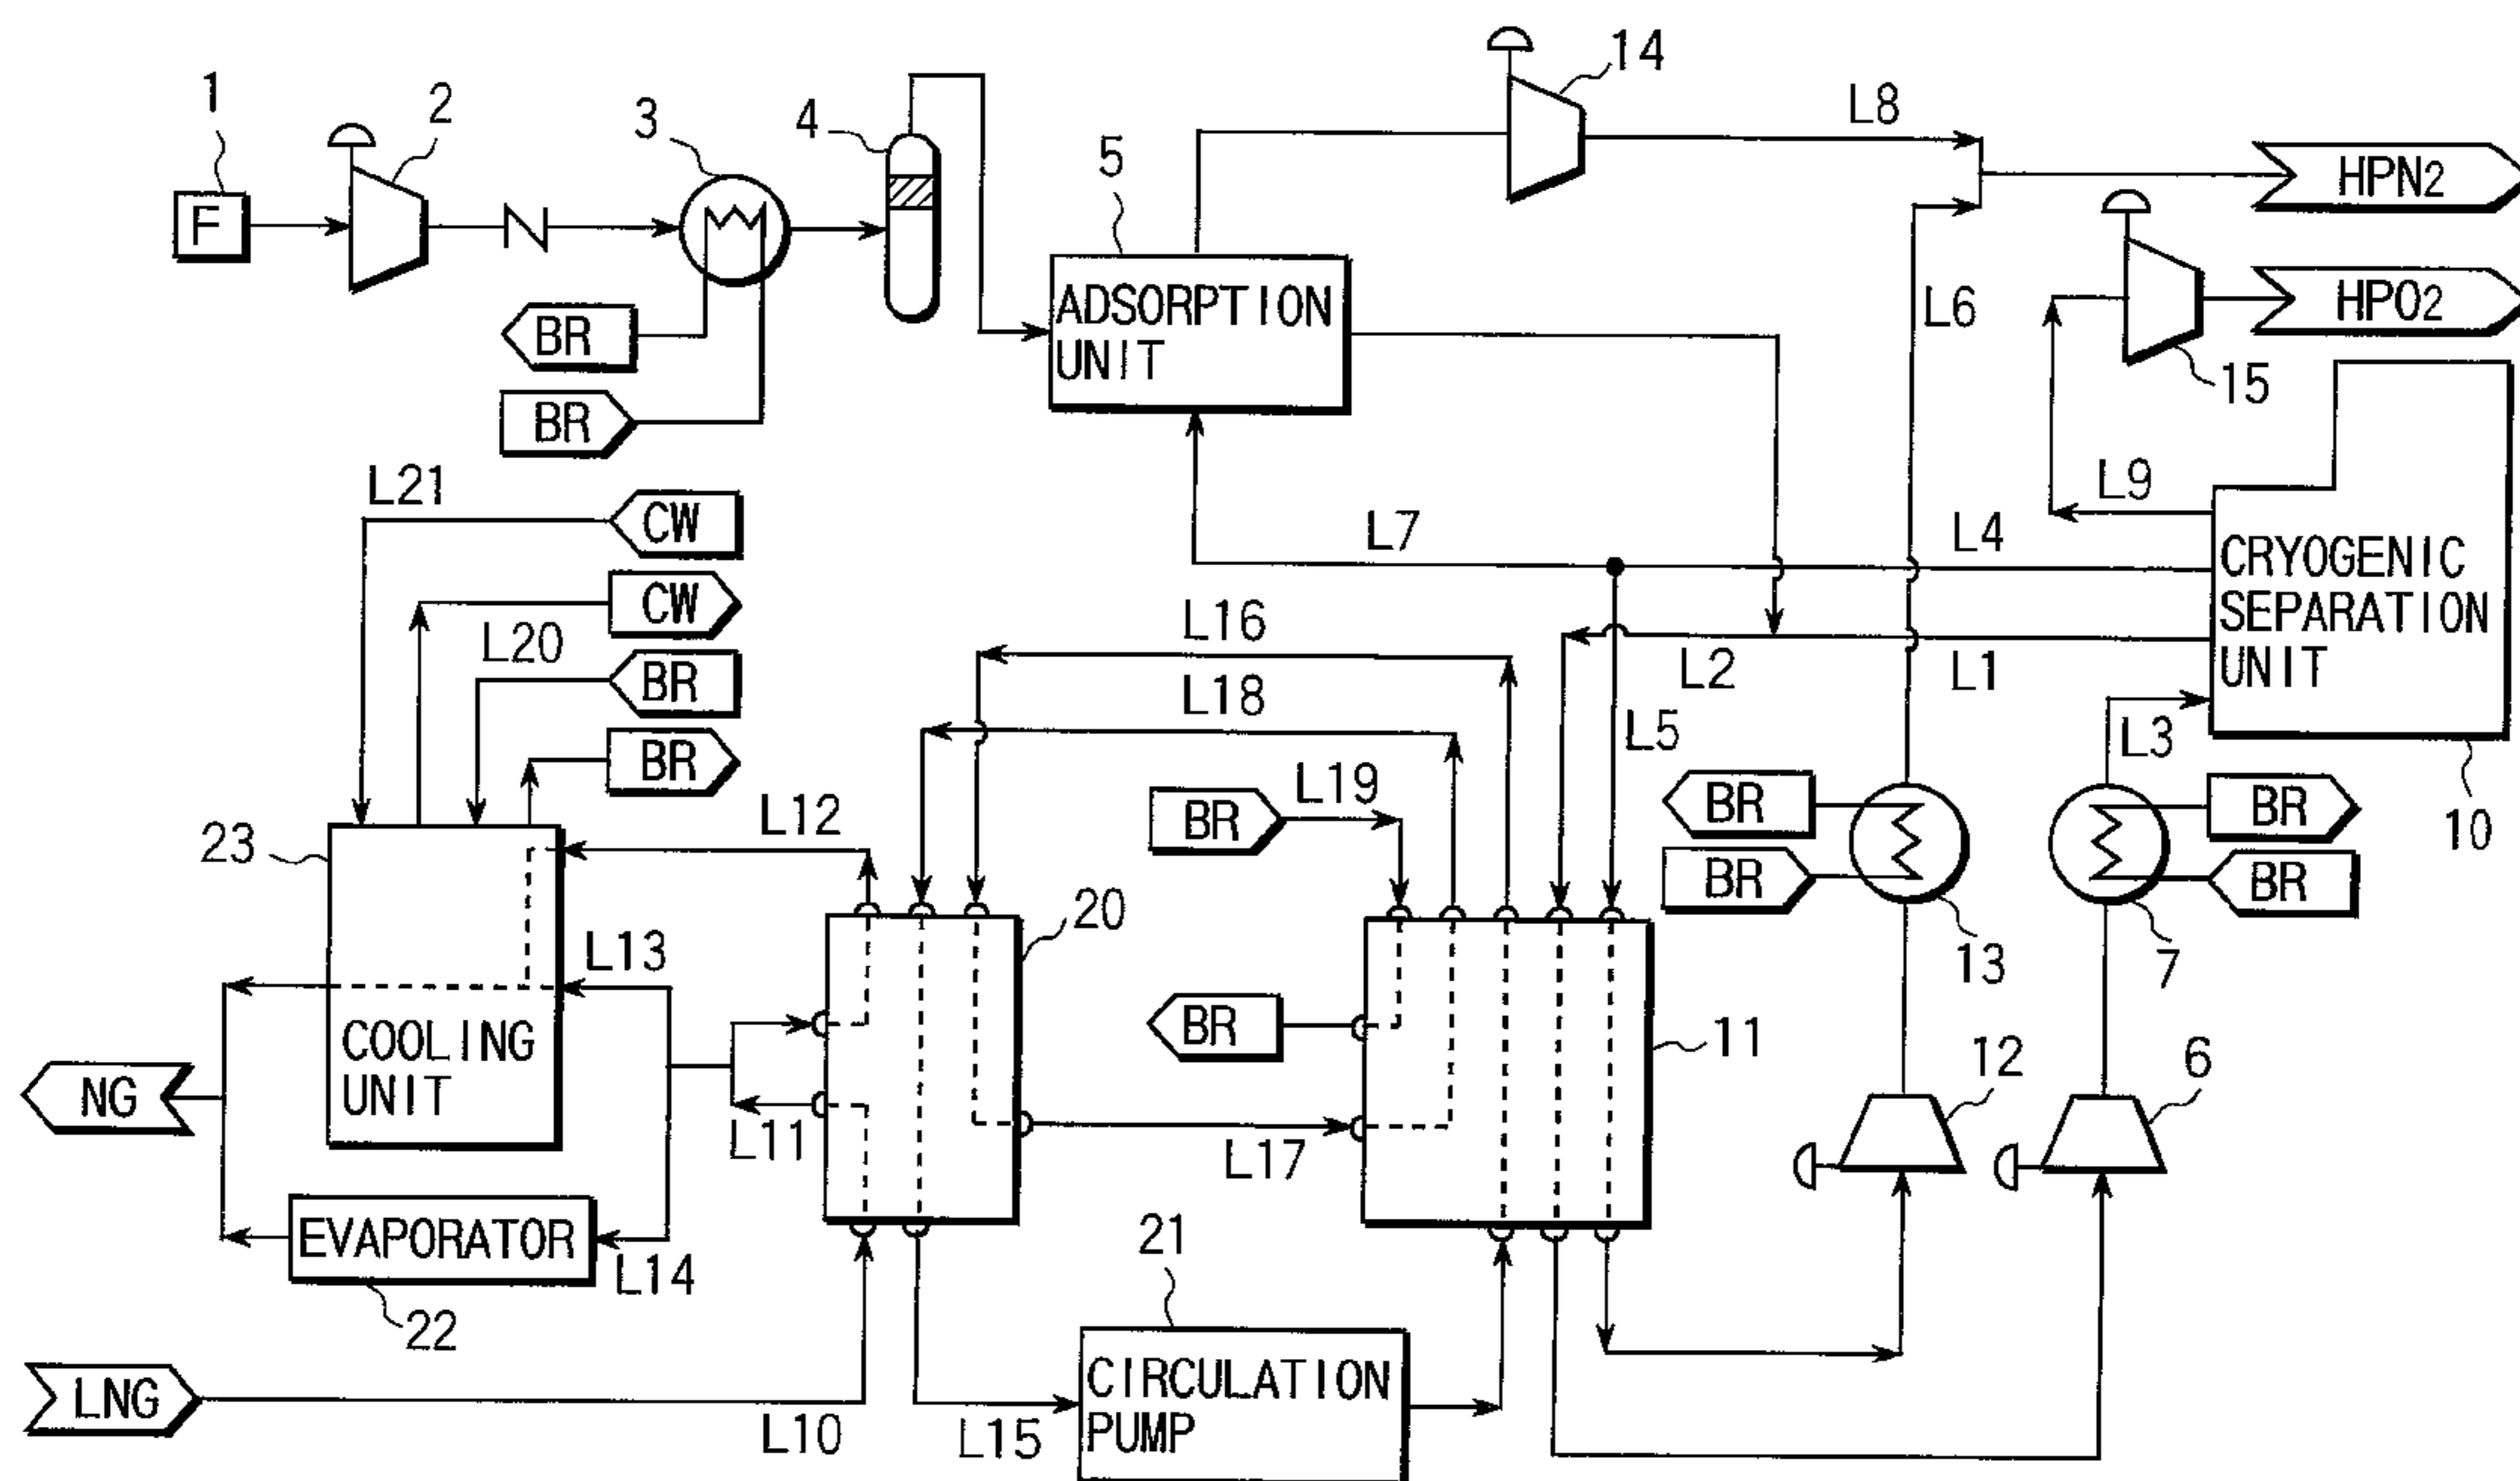 1
2
3
4
5
14
L8
F
HPN2
L6
HPO2
BR
BR
ADSORPTION
UNIT
15
L21
CW
L7
L9
L4
CRYOGENIC
SEPARATION
UNIT
CW
L20
L16
BR
L2
L1
L18
L5
L3
BR
L12
BR
L19
BR
BR
23
10
BR
BR
20
L13
13
7
COOLING
UNIT
BR
11
12
6
NG
L11
L17
EVAPORATOR
21
L14
22
LNG
CIRCULATION
PUMP
L10
L15